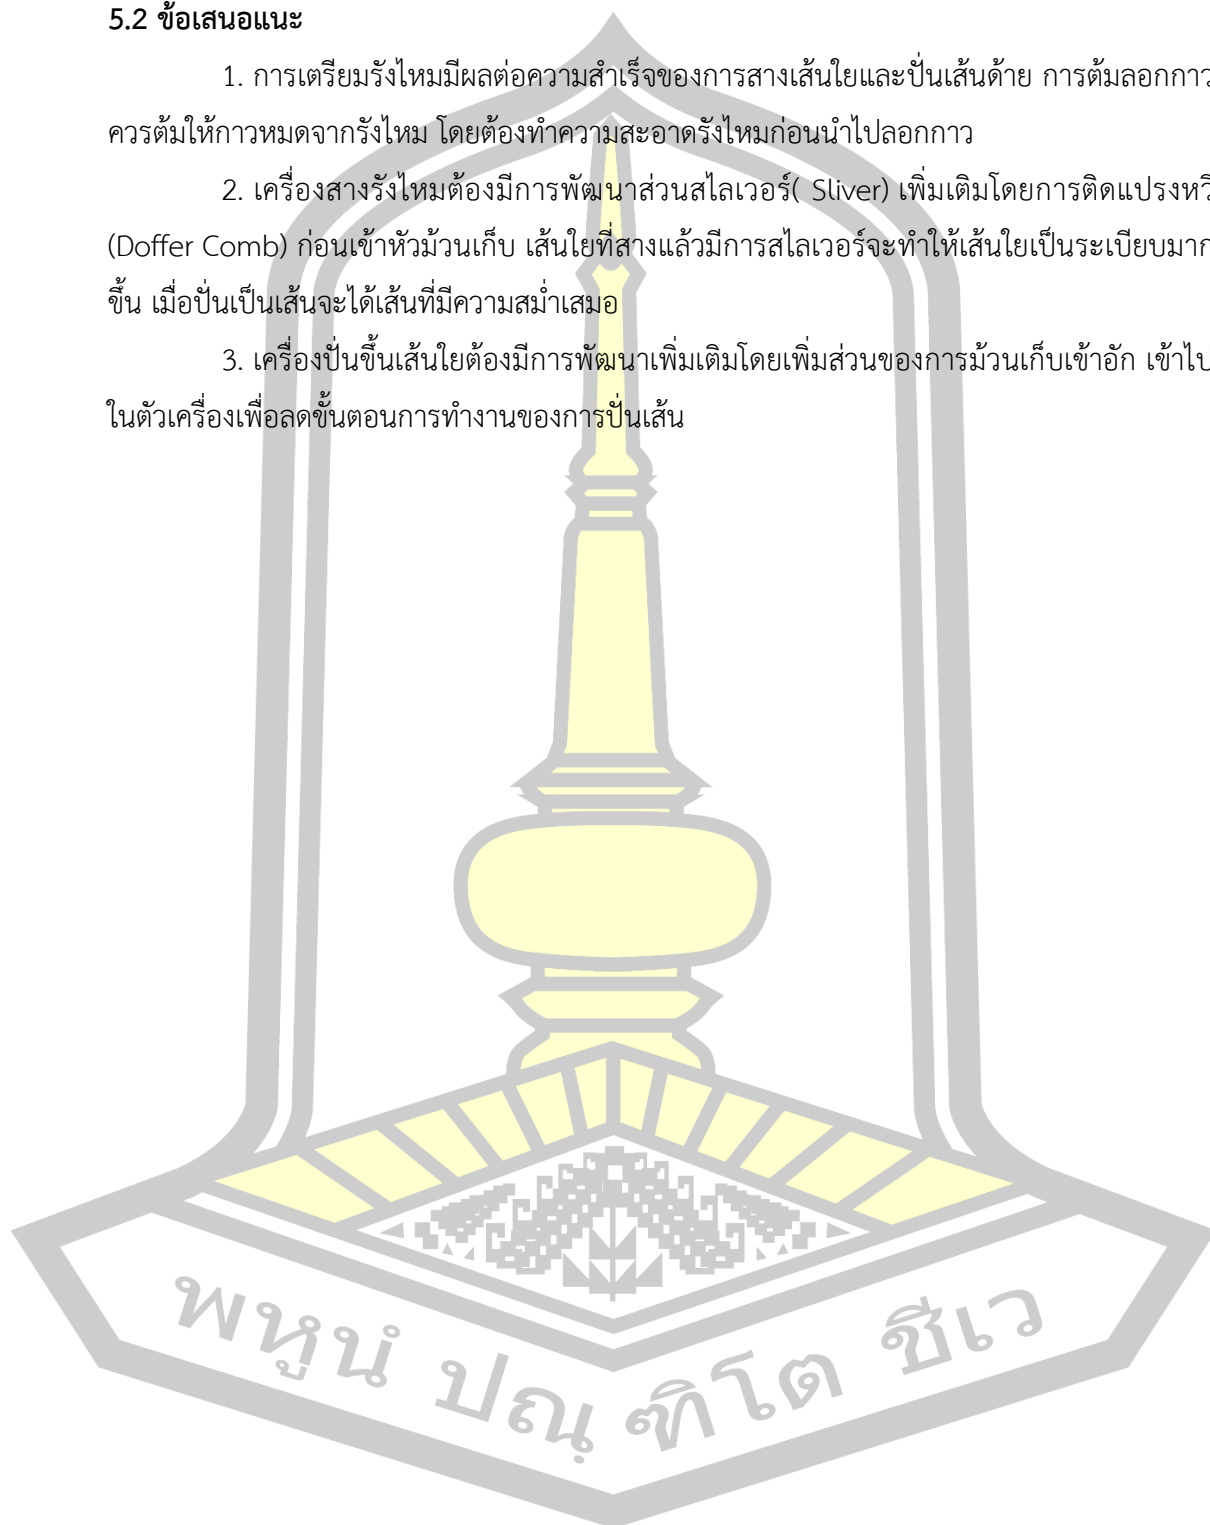 5.2 ข้อเสนอแนะ
1. การเตรียมรังไหมมีผลต่อความสำเร็จของการสางเส้นใยและปั่นเส้นด้าย การต้มลอกกาว
ควรต้มให้กาวหมดจากรังไหม โดยต้องทำความสะอาดรังไหมก่อนนำไปลอกกาว
2. เครื่องสางรังไหมต้องมีการพัฒนาส่วนสไลเวอร์( Sliver) เพิ่มเติมโดยการติดแปรงหวี
(Doffer Comb) ก่อนเข้าหัวม้วนเก็บ เส้นใยที่สางแล้วมีการสไลเวอร์จะทำให้เส้นใยเป็นระเบียบมาก
ขึ้น เมื่อปั่นเป็นเส้นจะได้เส้นที่มีความสม่ำเสมอ
3. เครื่องปั่นขึ้นเส้นใยต้องมีการพัฒนาเพิ่มเติมโดยเพิ่มส่วนของการม้วนเก็บเข้าอัก เข้าไป
ในตัวเครื่องเพื่อลดขั้นตอนการทำงานของการปั่นเส้น
พหูนํ ปณฺ ฑิโต ชีเว